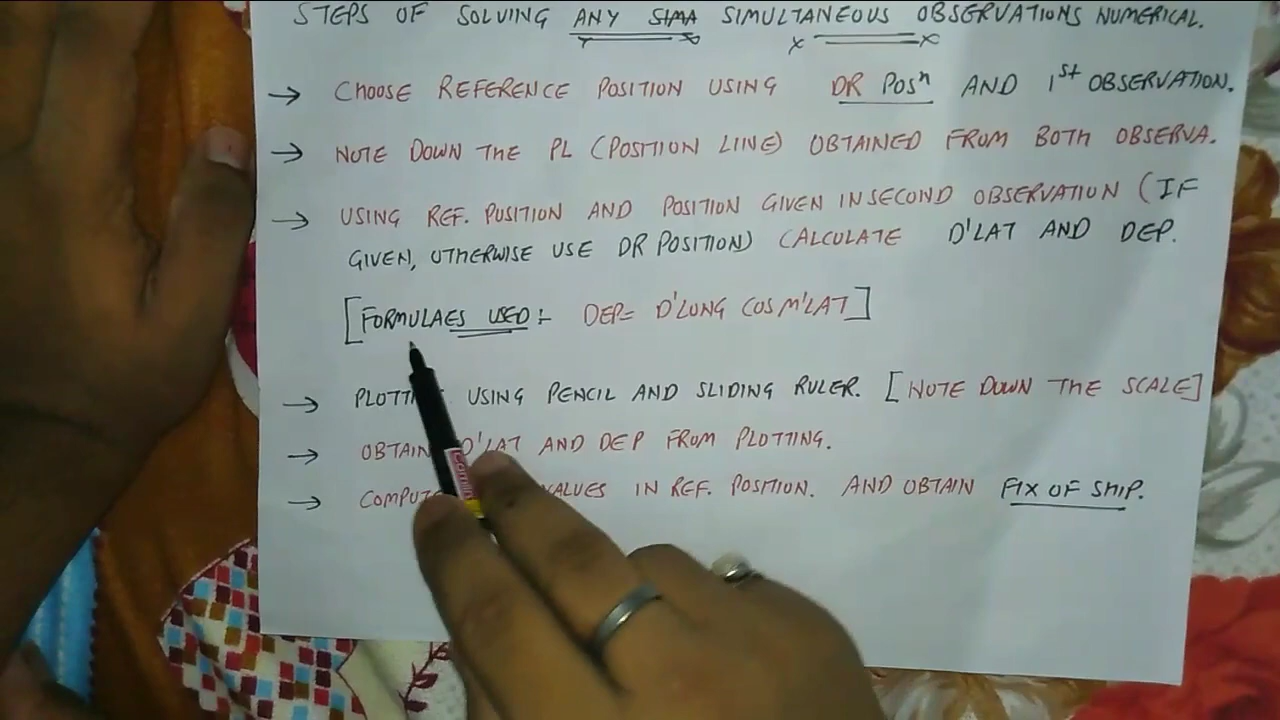 STEPS OF SOLVING ANY SIMA SIMULTANEOUS OBSERVATIONS NUMERICAL.
→ CHOOSE REFERENCE POSITION USING DR POSⁿ AND 1ST OBSERVATION.
→ NOTE DOWN THE PL (POSITION LINE) OBTAINED FROM BOTH OBSERVA.
→ USING REF. POSITION AND POSITION GIVEN IN SECOND OBSERVATION (IF
GIVEN, OTHERWISE USE DR POSITION) CALCULATE D'LAT AND DEP.
[FORMULAES USED :- DEP= D'LONG COS M'LAT]
→ USING PENCIL AND SLIDING RULER. [NOTE DOWN THE SCALE]
→ OBTAIN D'LAT AND DEP FROM PLOTTING.
→ IN REF. POSITION. AND OBTAIN FIX OF SHIP.